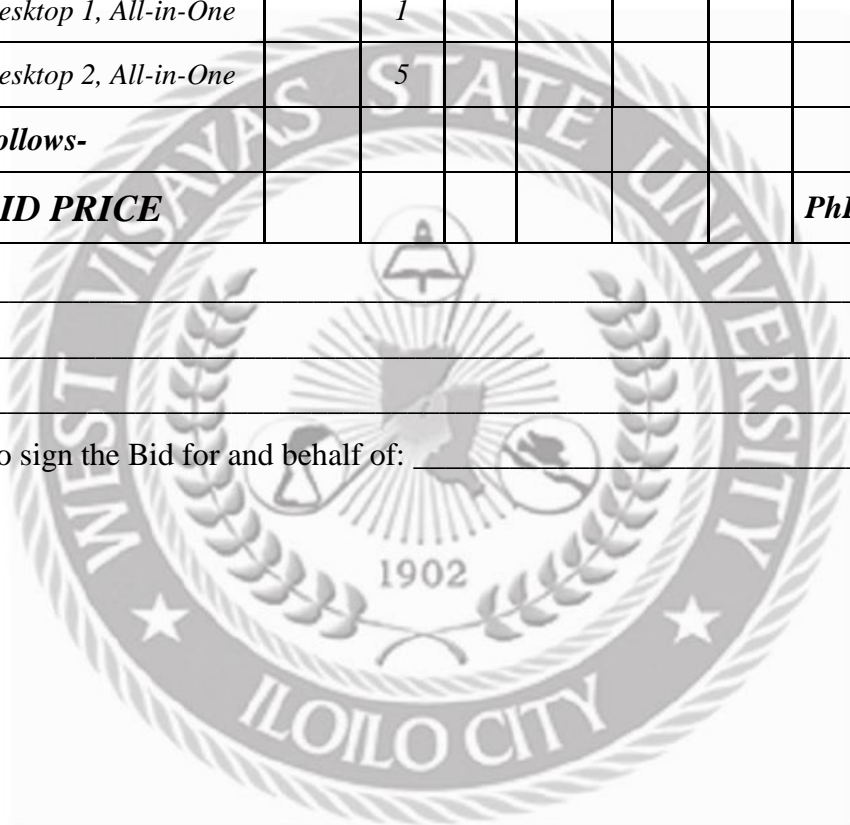 esktop 1, All-in-One 1
esktop 2, All-in-One 5
ollows-
ID PRICE Ph
o sign the Bid for and behalf of:
WEST VISAYAS STATE UNIVERSITY
1902
ILOILO CITY